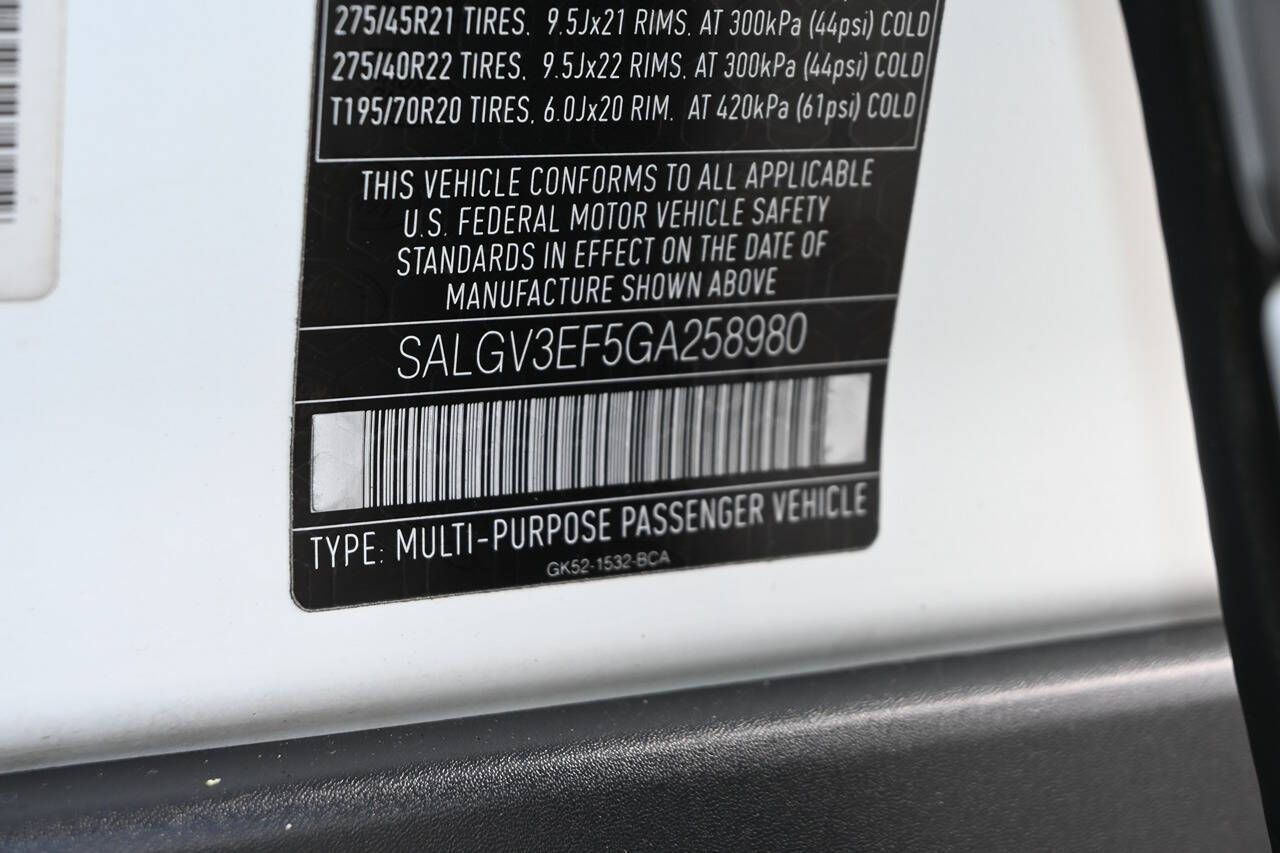 275/45R21 TIRES, 9.5Jx21 RIMS, AT 300kPa (44psi) COLD
275/40R22 TIRES, 9.5Jx22 RIMS, AT 300kPa (44psi) COLD
T195/70R20 TIRES, 6.0Jx20 RIM, AT 420kPa (61psi) COLD
THIS VEHICLE CONFORMS TO ALL APPLICABLE
U.S. FEDERAL MOTOR VEHICLE SAFETY
STANDARDS IN EFFECT ON THE DATE OF
MANUFACTURE SHOWN ABOVE
SALGV3EF5GA258980
TYPE: MULTI-PURPOSE PASSENGER VEHICLE
GK52-1532-BCA